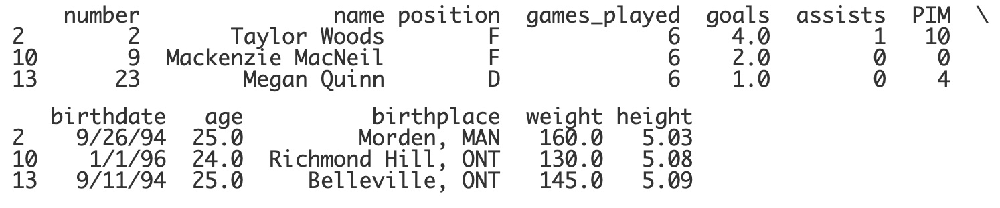 number name position games_played goals assists PIM \
2 2 Taylor Woods F 6 4.0 1 10
10 9 Mackenzie MacNeil F 6 2.0 0 0
13 23 Megan Quinn D 6 1.0 0 4
birthdate age birthplace weight height
2 9/26/94 25.0 Morden, MAN 160.0 5.03
10 1/1/96 24.0 Richmond Hill, ONT 130.0 5.08
13 9/11/94 25.0 Belleville, ONT 145.0 5.09